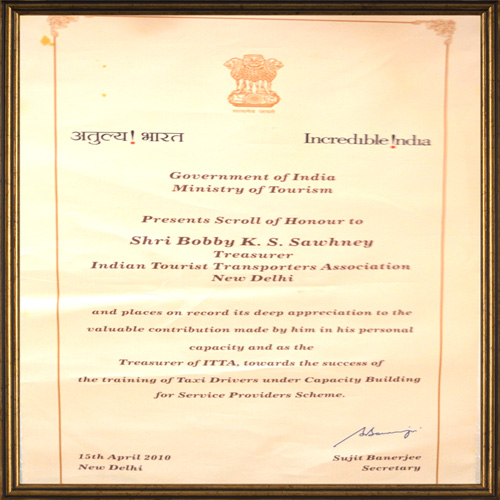 अतुल्य! भारत
Incredible !ndia
Government of India
Ministry of Tourism
Presents Scroll of Honour to
Shri Bobby K. S. Sawhney
Treasurer
Indian Tourist Transporters Association
New Delhi
and places on record its deep appreciation to the
valuable contribution made by him in his personal
capacity and as the
Treasurer of ITTA, towards the success of
the training of Taxi Drivers under Capacity Building
for Service Providers Scheme.
15th April 2010
New Delhi
Sujit Banerjee
Secretary